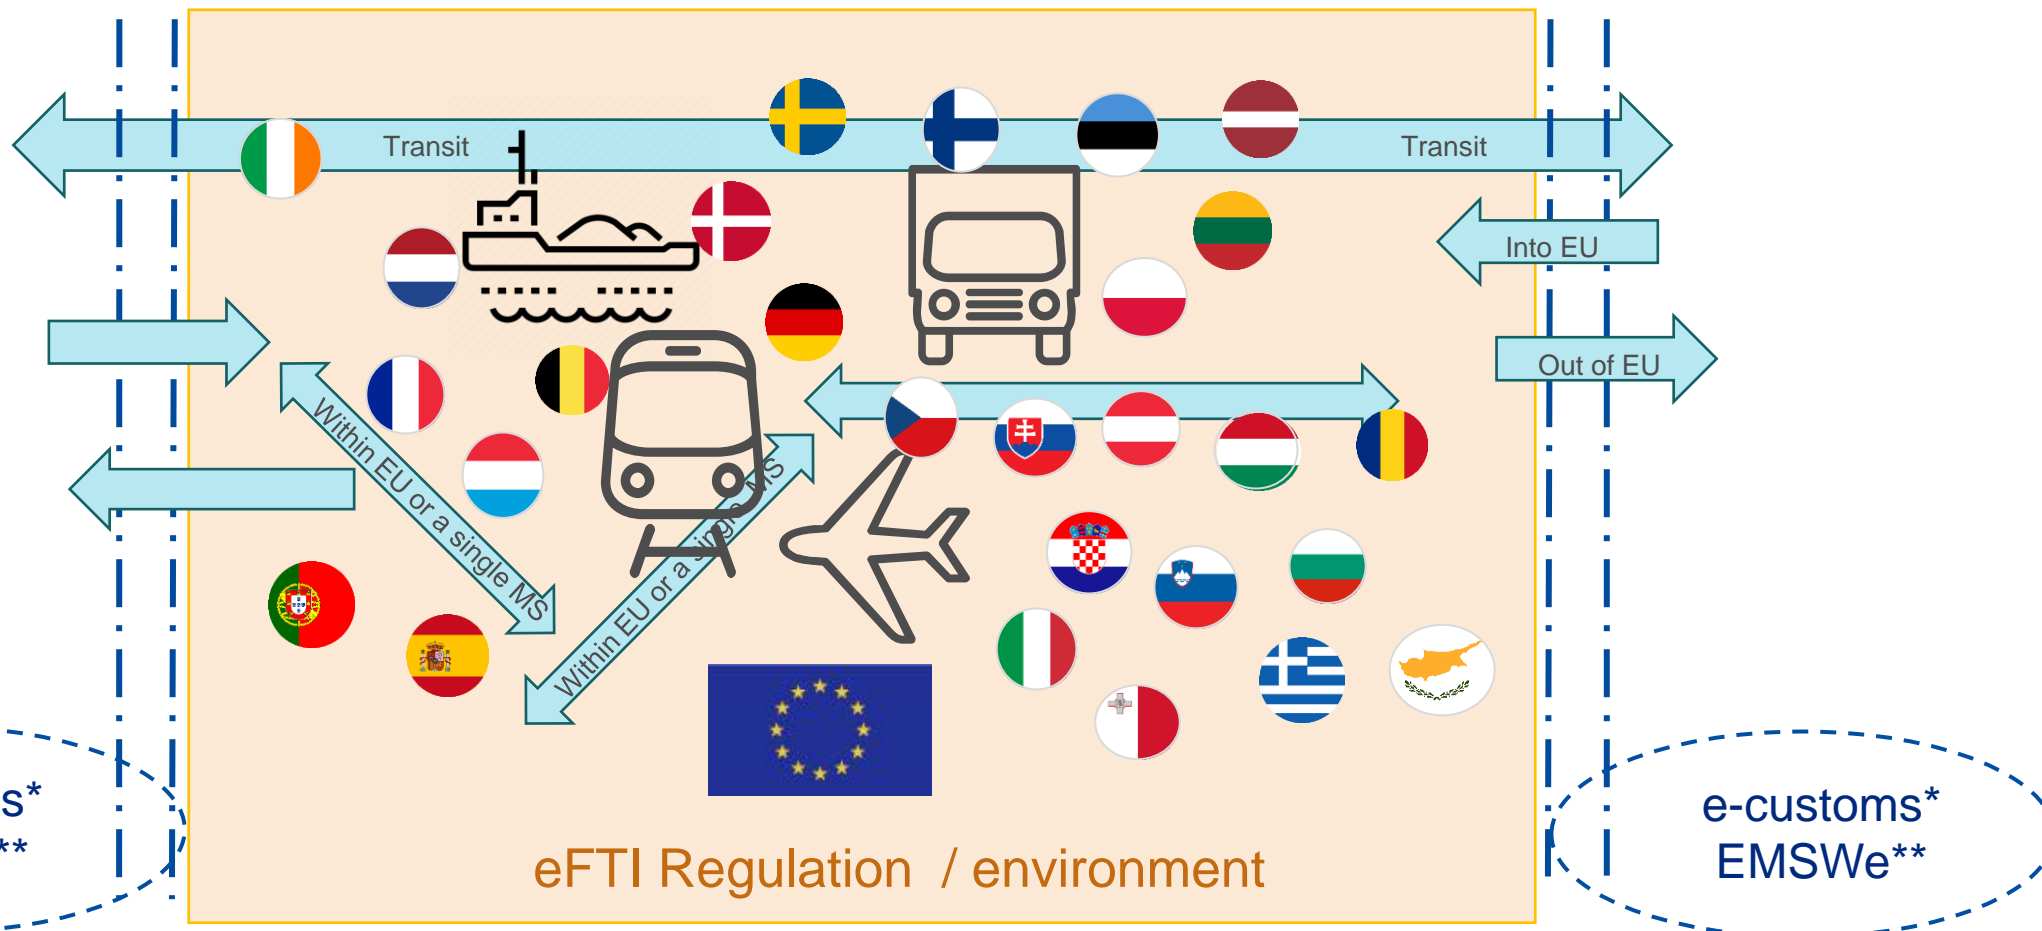 Transit
Transit
Into EU
Out of EU
Within EU or a single MS
Within EU or a single MS
s*
**
e-customs*
EMSWe**
eFTI Regulation / environment